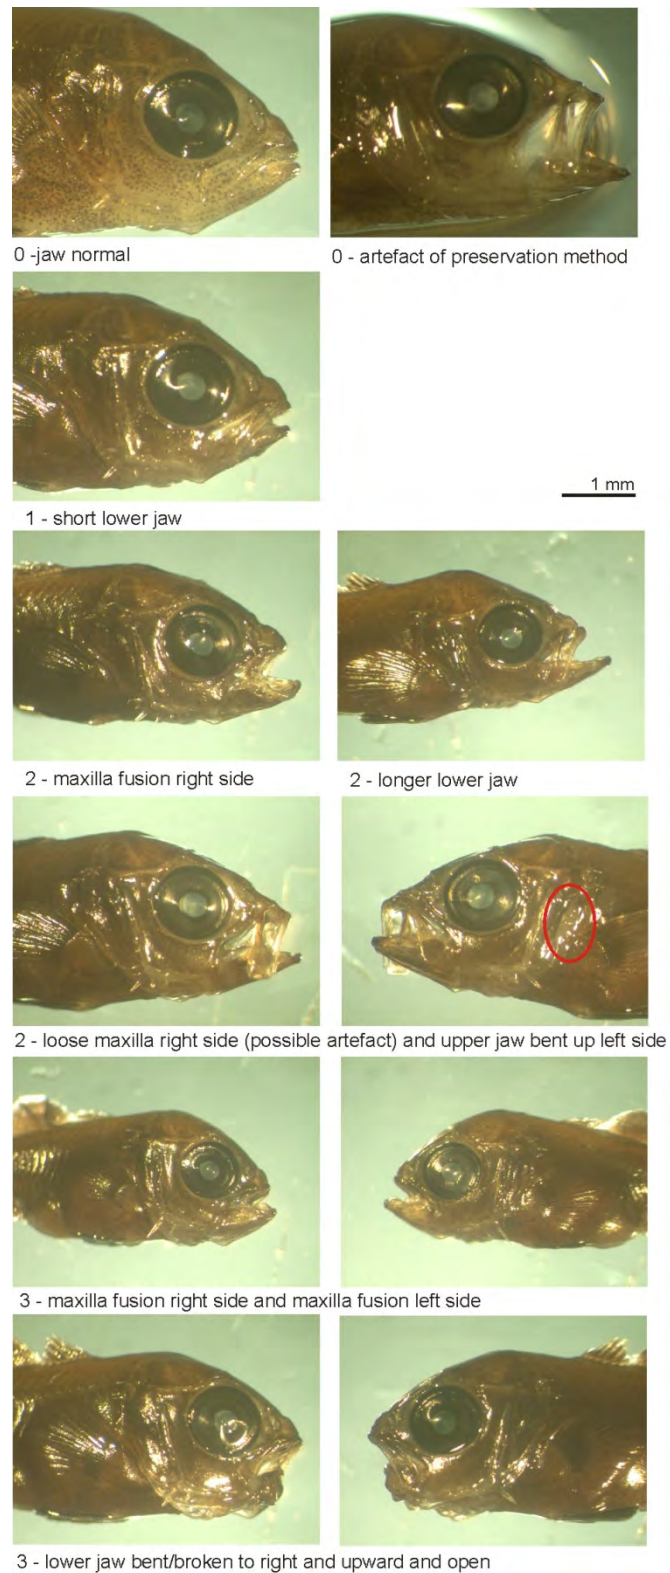 0 -jaw normal
0 - artefact of preservation method
1 mm
1 - short lower jaw
2 - maxilla fusion right side
2 - longer lower jaw
2 - loose maxilla right side (possible artefact) and upper jaw bent up left side
3 - maxilla fusion right side and maxilla fusion left side
3 - lower jaw bent/broken to right and upward and open